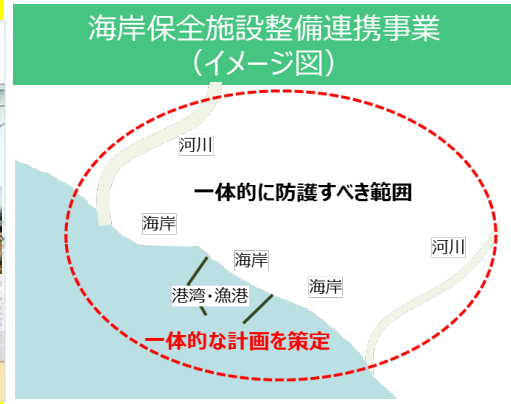 海岸保全施設整備連携事業
（イメージ図）
河川
一体的に防護すべき範囲
海岸
海岸
河川
海岸
港湾・漁港
一体的な計画を策定